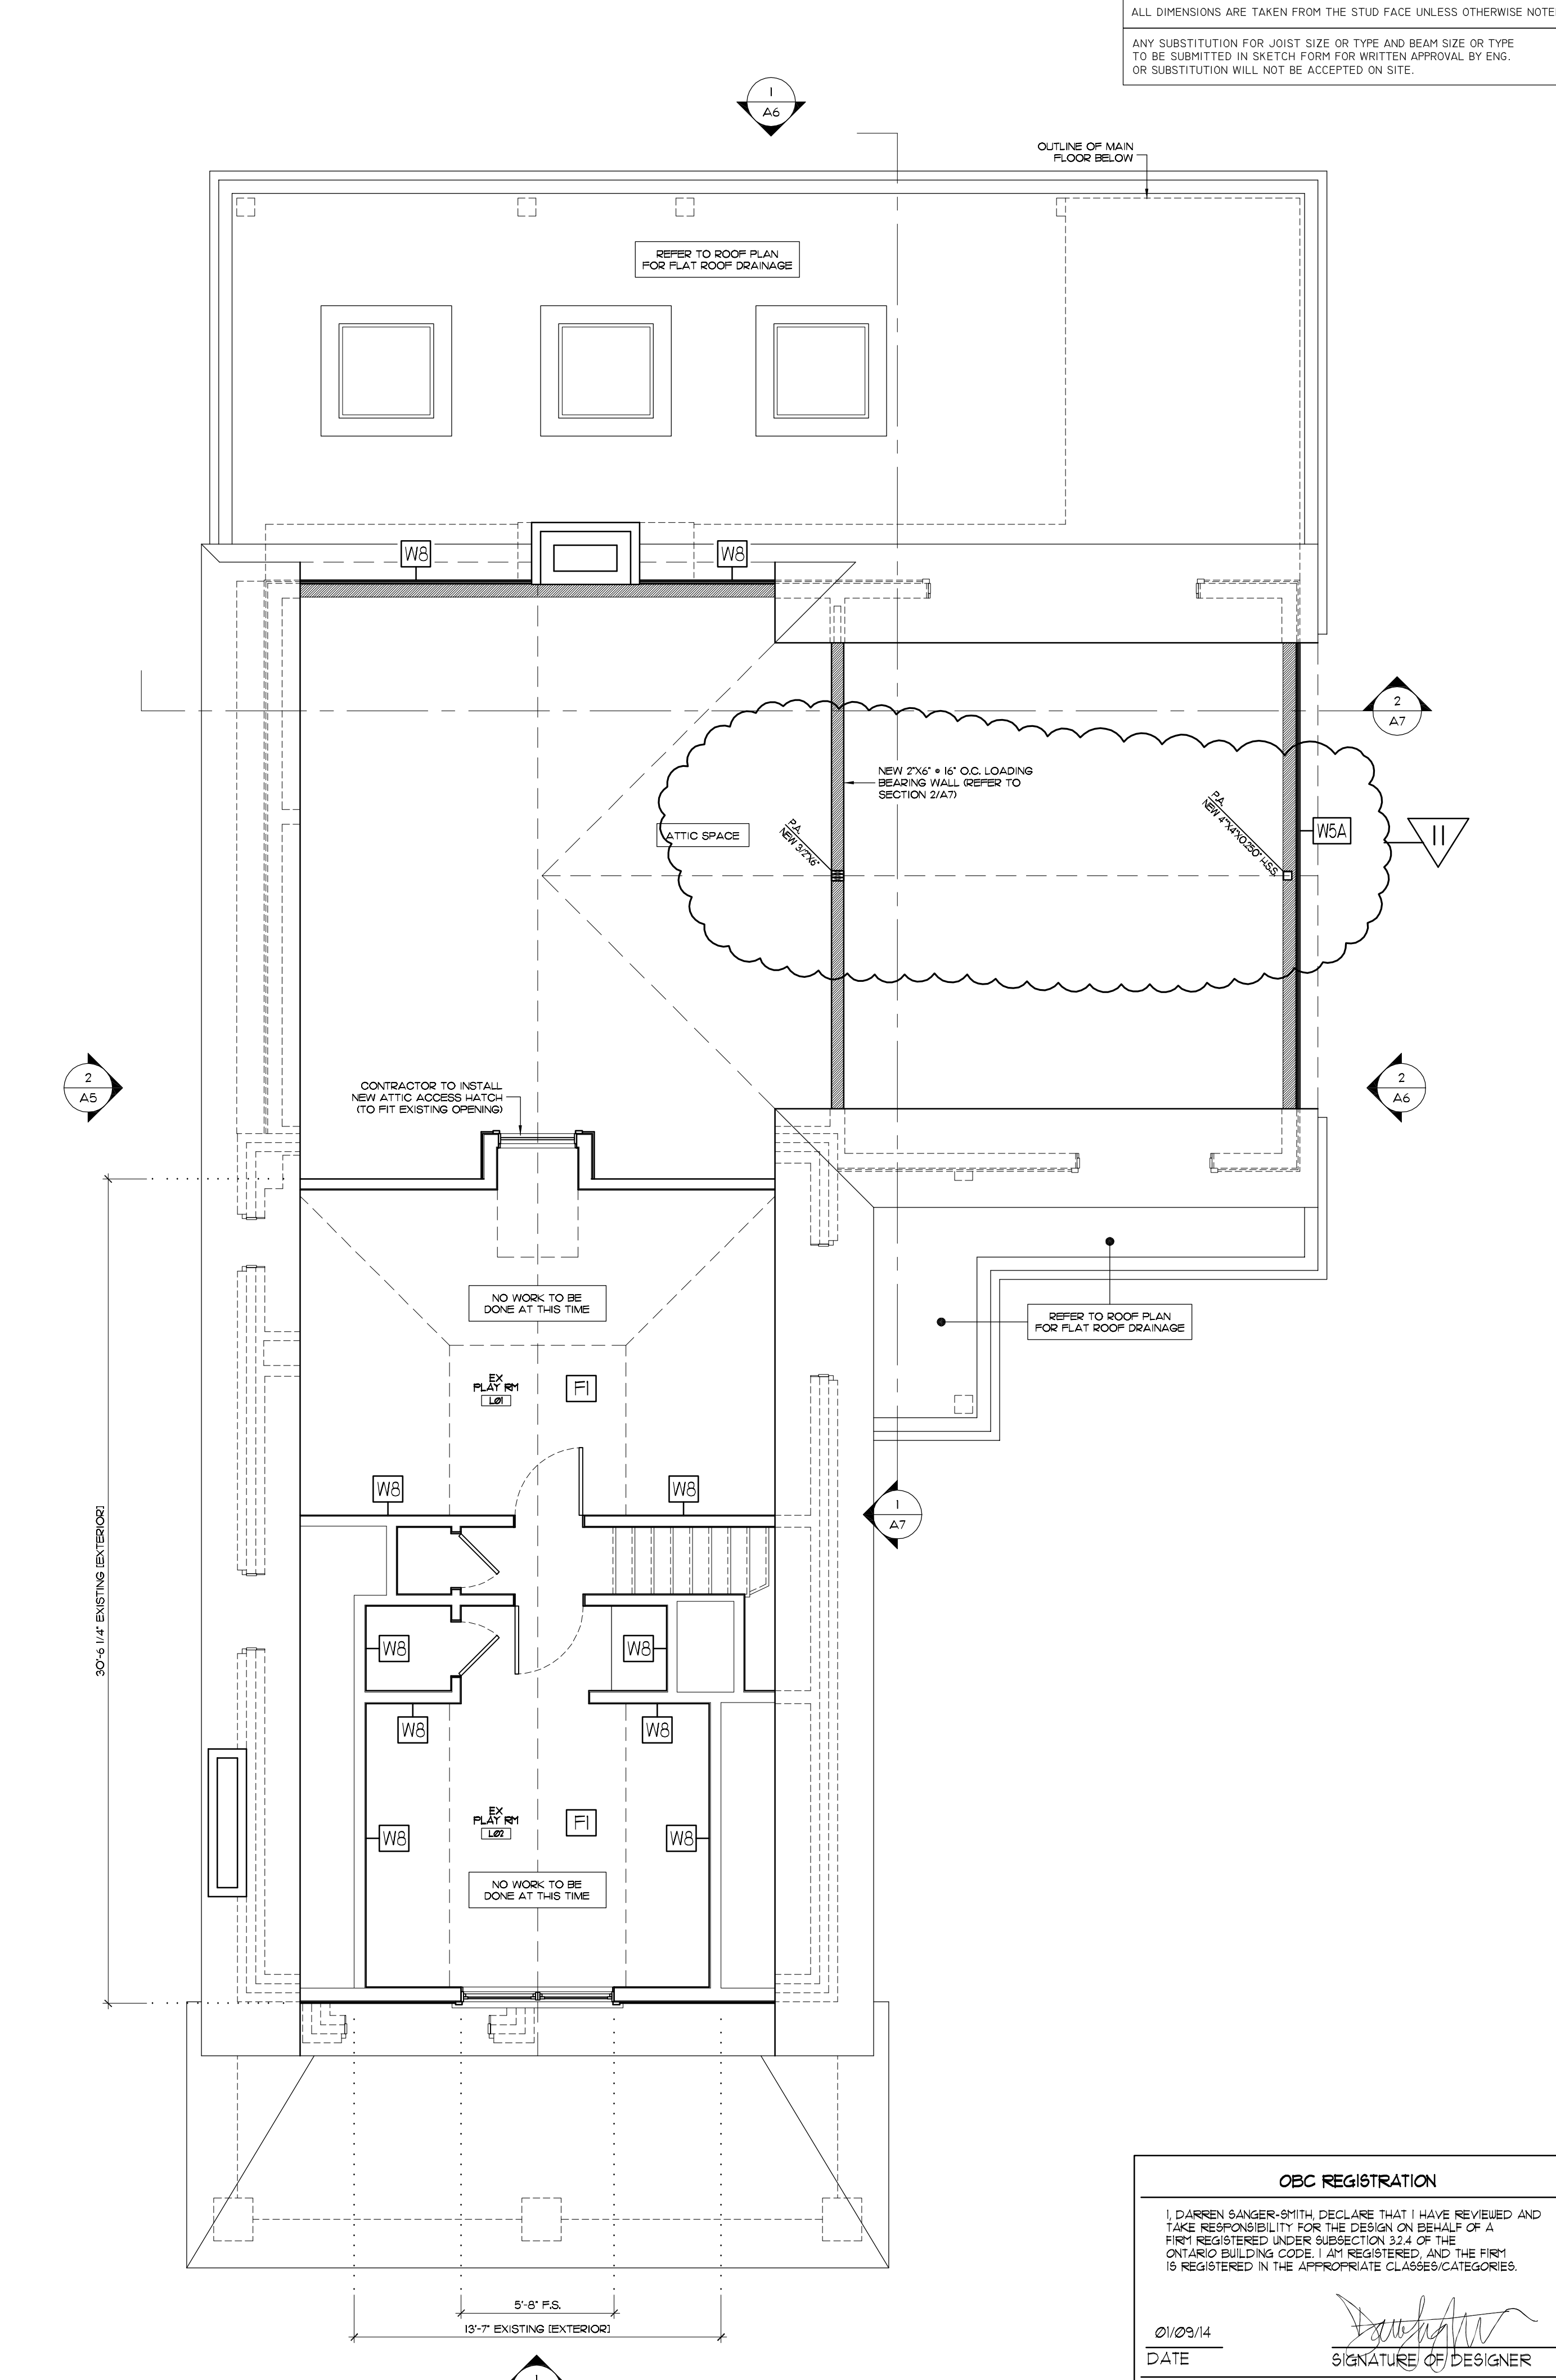 ALL DIMENSIONS ARE TAKEN FROM THE STUD FACE UNLESS OTHERWISE NOTE
ANY SUBSTITUTION FOR JOIST SIZE OR TYPE AND BEAM SIZE OR TYPE
TO BE SUBMITTED IN SKETCH FORM FOR WRITTEN APPROVAL BY ENG.
OR SUBSTITUTION WILL NOT BE ACCEPTED ON SITE.
1
A6
OUTLINE OF MAIN
FLOOR BELOW
REFER TO ROOF PLAN
FOR FLAT ROOF DRAINAGE
W8
W8
2
A7
NEW 2"X6" @ 16" O.C. LOADING
BEARING WALL (REFER TO
SECTION 2/A7)
ATTIC SPACE
P.A.
NEW 3/2"X6"
P.A.
NEW 4"X4"X0.250" H.S.S.
W5A
11
2
A5
CONTRACTOR TO INSTALL
NEW ATTIC ACCESS HATCH
(TO FIT EXISTING OPENING)
2
A6
NO WORK TO BE
DONE AT THIS TIME
REFER TO ROOF PLAN
FOR FLAT ROOF DRAINAGE
EX
PLAY RM
L01
F1
W8
W8
1
A7
30'-6 1/4" EXISTING [EXTERIOR]
W8
W8
W8
W8
EX
PLAY RM
L02
F1
W8
W8
NO WORK TO BE
DONE AT THIS TIME
5'-8" F.S.
13'-7" EXISTING [EXTERIOR]
1
OBC REGISTRATION
I, DARREN SANGER-SMITH, DECLARE THAT I HAVE REVIEWED AND
TAKE RESPONSIBILITY FOR THE DESIGN ON BEHALF OF A
FIRM REGISTERED UNDER SUBSECTION 3.2.4 OF THE
ONTARIO BUILDING CODE. I AM REGISTERED, AND THE FIRM
IS REGISTERED IN THE APPROPRIATE CLASSES/CATEGORIES.
01/09/14
DATE
SIGNATURE OF DESIGNER